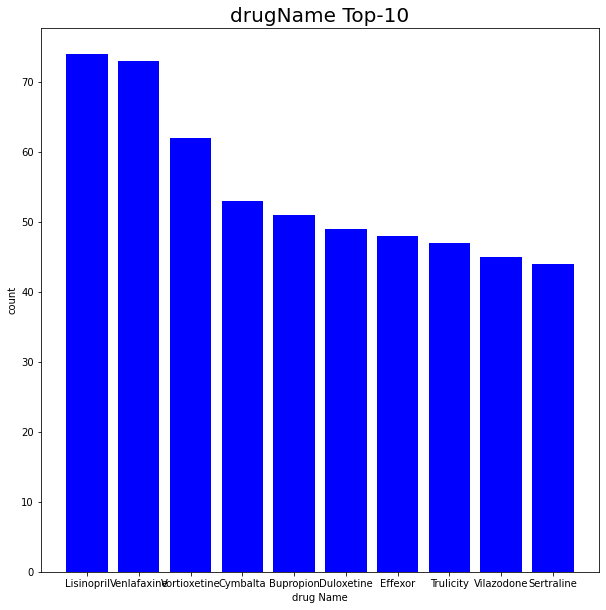 drugName Top-10
count
70
60
50
40
30
20
10
0
Lisinopril Venlafaxine Vortioxetine Cymbalta Bupropion Duloxetine Effexor Trulicity Vilazodone Sertraline
drug Name